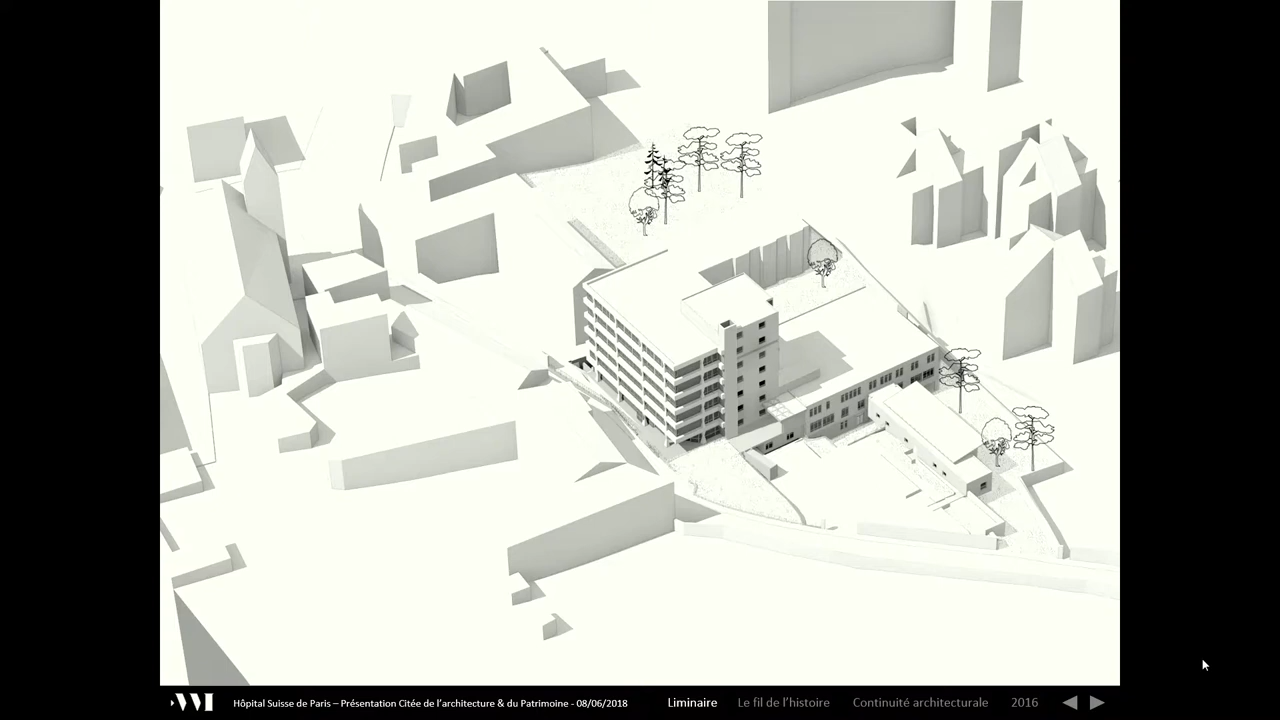 Hôpital Suisse de Paris – Présentation Citée de l'architecture & du Patrimoine - 08/06/2018 Liminaire Le fil de l'histoire Continuité architecturale 2016